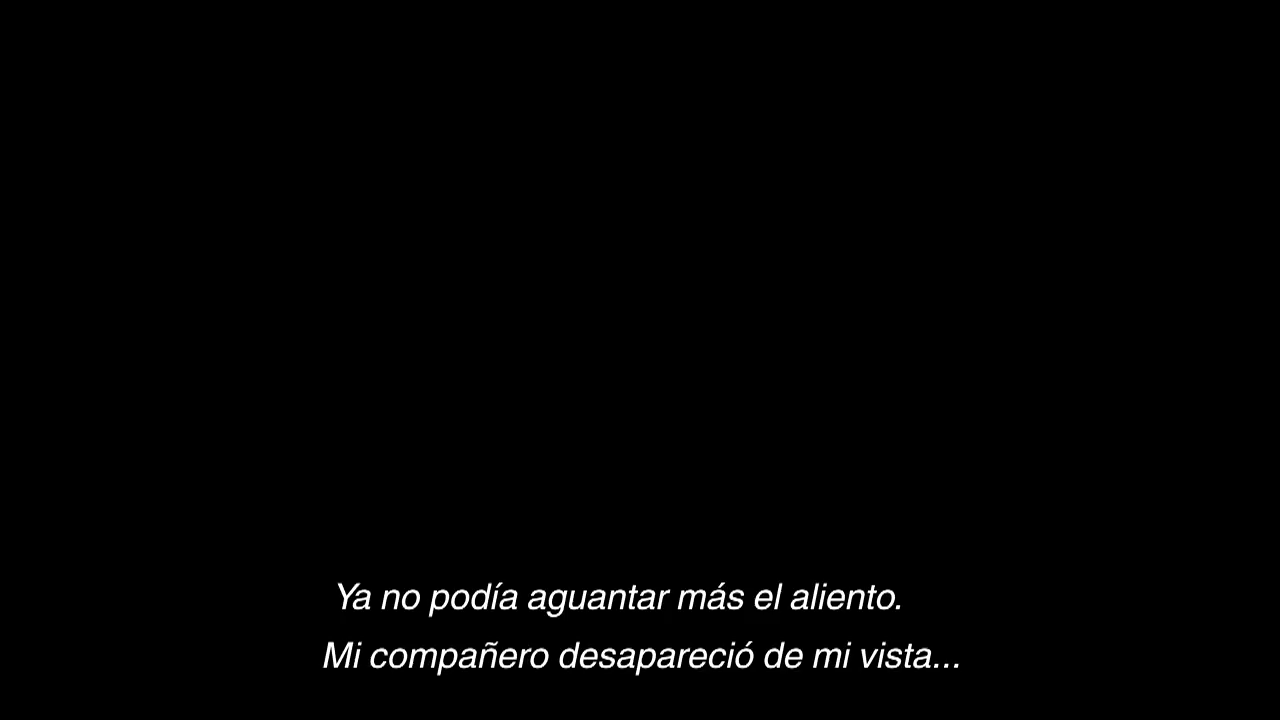 Ya no podía aguantar más el aliento.
Mi compañero desapareció de mi vista...